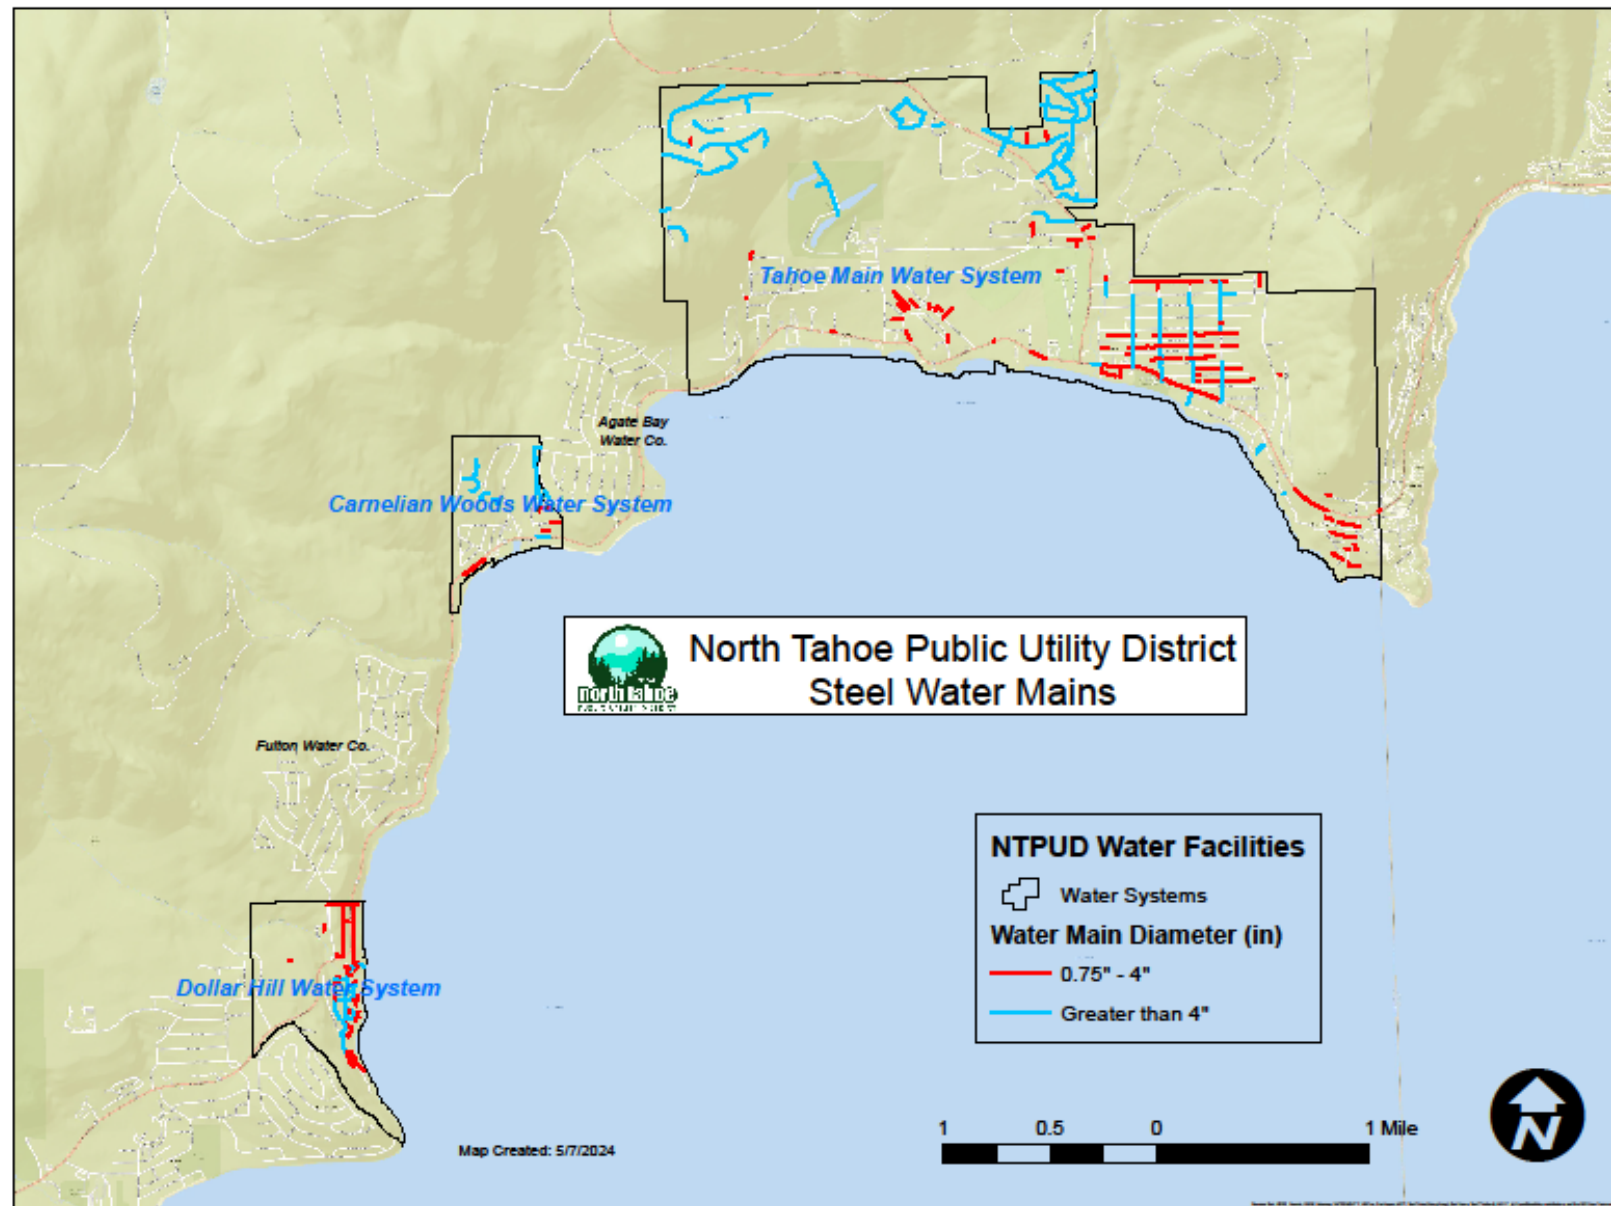 Tahoe Main Water System
Agate Bay
Water Co.
Carnelian Woods Water System
north tahoe
North Tahoe Public Utility District
Steel Water Mains
Fulton Water Co.
NTPUD Water Facilities
Water Systems
Water Main Diameter (in)
0.75" - 4"
Greater than 4"
Dollar Hill Water System
Map Created: 5/7/2024
1 0.5 0 1 Mile
N